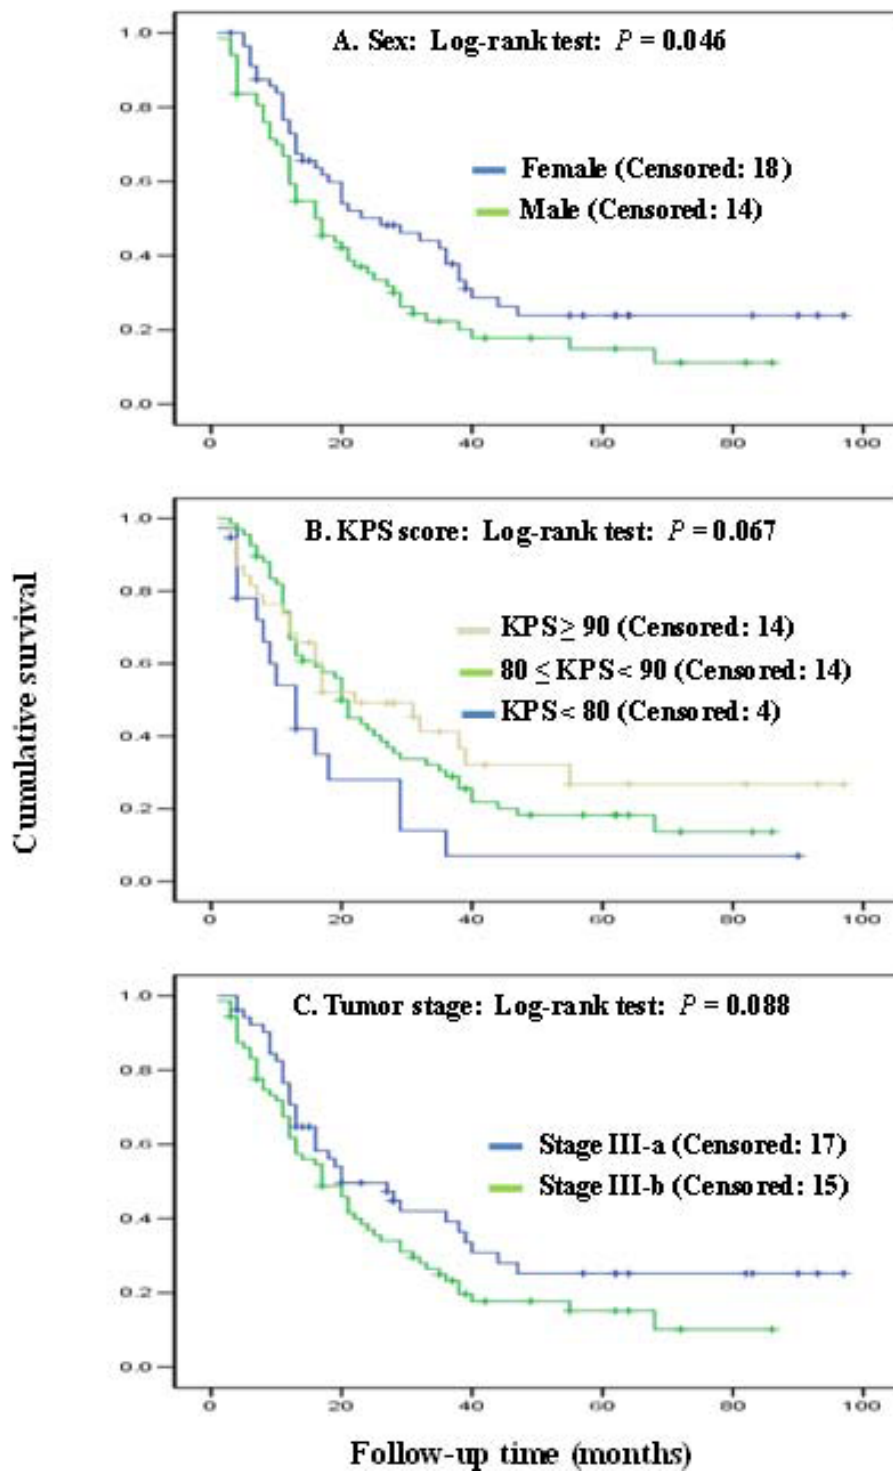 A. Sex: Log-rank test: P = 0.046
1.0
0.8
0.6
0.4
0.2
0.0
Female (Censored: 18)
Male (Censored: 14)
0 20 40 60 80 100
B. KPS score: Log-rank test: P = 0.067
1.0
0.8
0.6
0.4
0.2
0.0
KPS ≥ 90 (Censored: 14)
80 ≤ KPS < 90 (Censored: 14)
KPS < 80 (Censored: 4)
0 20 40 60 80 100
Cumulative survival
C. Tumor stage: Log-rank test: P = 0.088
1.0
0.8
0.6
0.4
0.2
0.0
Stage III-a (Censored: 17)
Stage III-b (Censored: 15)
0 20 40 60 80 100
Follow-up time (months)